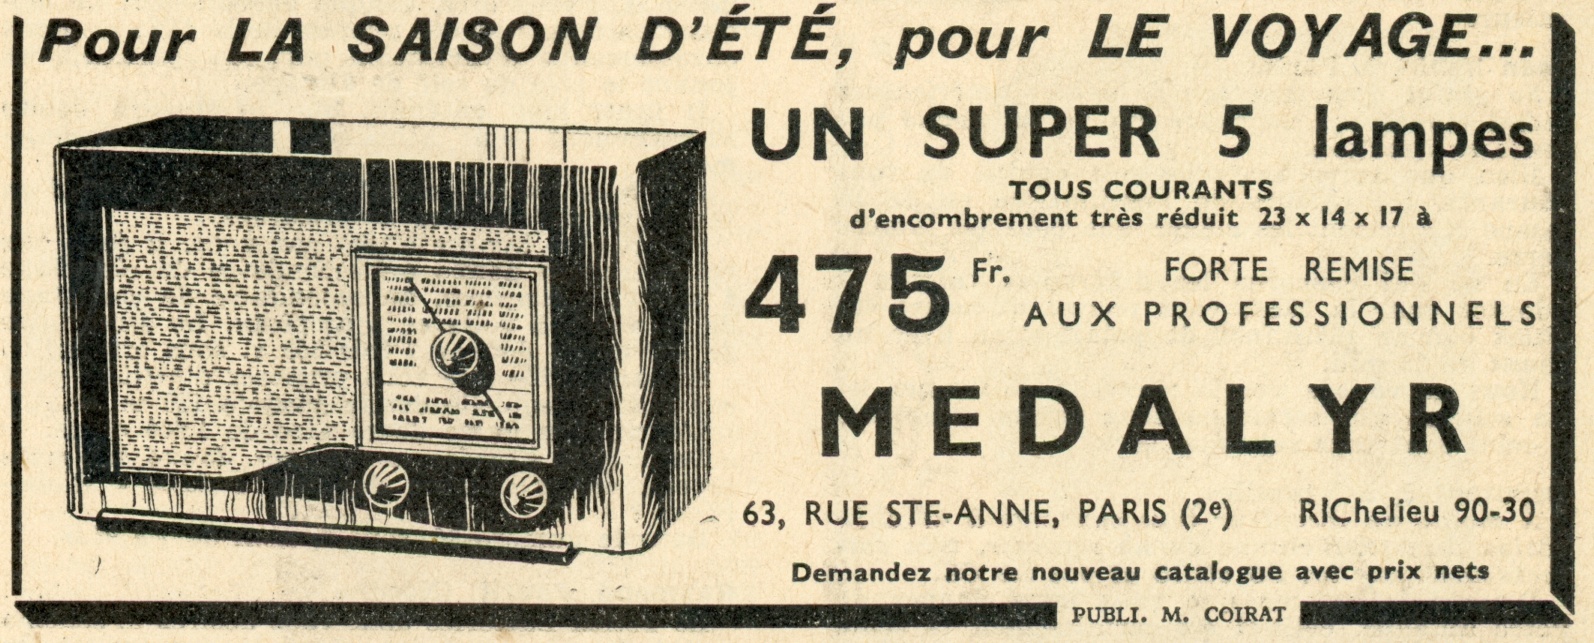 Pour LA SAISON D'ÉTÉ, pour LE VOYAGE...
UN SUPER 5 lampes
TOUS COURANTS
d'encombrement très réduit 23 x 14 x 17 à
475 Fr.
FORTE REMISE
AUX PROFESSIONNELS
MEDALYR
63, RUE STE-ANNE, PARIS (2e) RIChelieu 90-30
Demandez notre nouveau catalogue avec prix nets
PUBLI. M. COIRAT